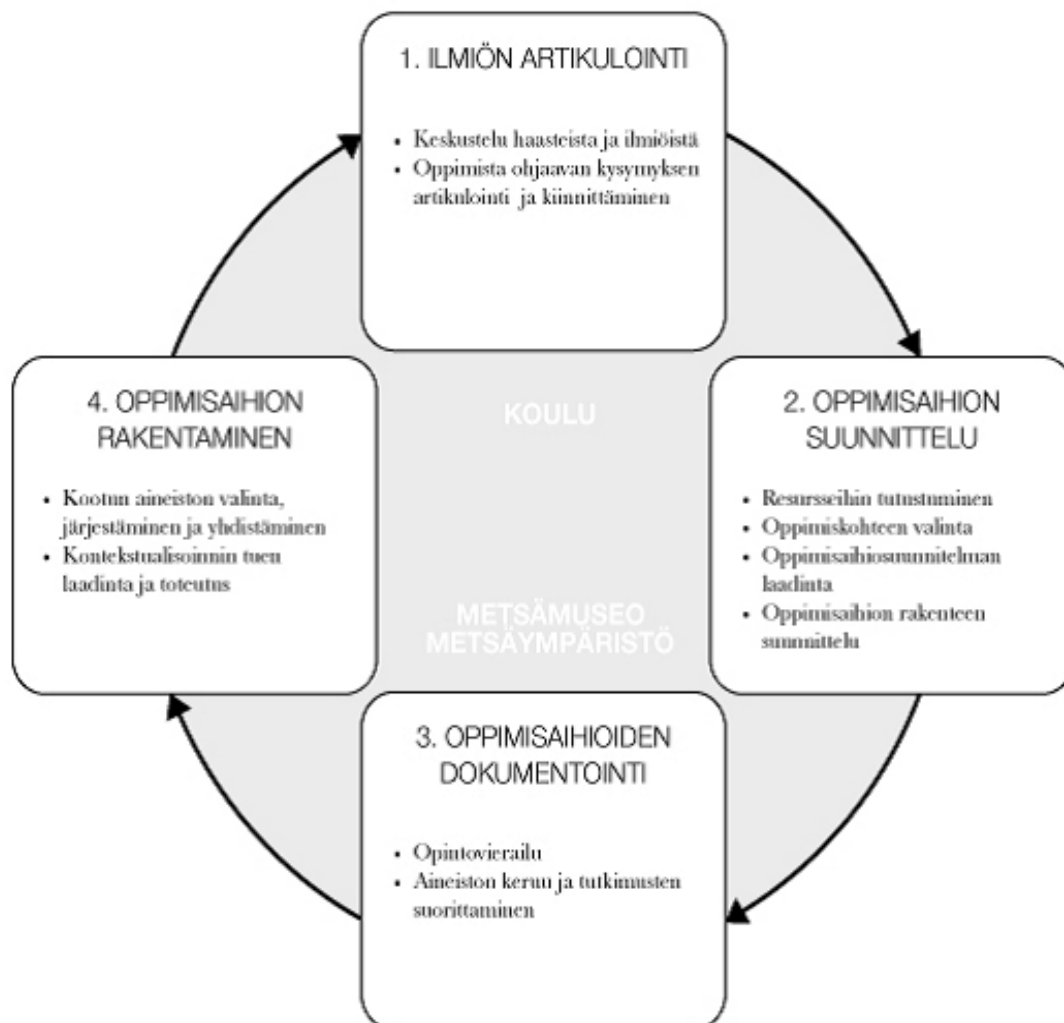 1. ILMIÖN ARTIKULOINTI
• Keskustelu haasteista ja ilmiöistä
• Oppimista ohjaavan kysymyksen
artikulointi ja kiinnittäminen
4. OPPIMISAIHION
RAKENTAMINEN
• Kootun aineiston valinta,
järjestäminen ja yhdistäminen
• Kontekstualisoinnin tuen
laadinta ja toteutus
KOULU
METSÄMUSEO
METSÄYMPÄRISTÖ
2. OPPIMISAIHION
SUUNNITTELU
• Resursseihin tutustuminen
• Oppimiskohteen valinta
• Oppimisaihiosuunnitelman
laadinta
• Oppimisaihion rakenteen
suunnittelu
3. OPPIMISAIHIOIDEN
DOKUMENTOINTI
• Opintovierailu
• Aineiston keruu ja tutkimusten
suorittaminen